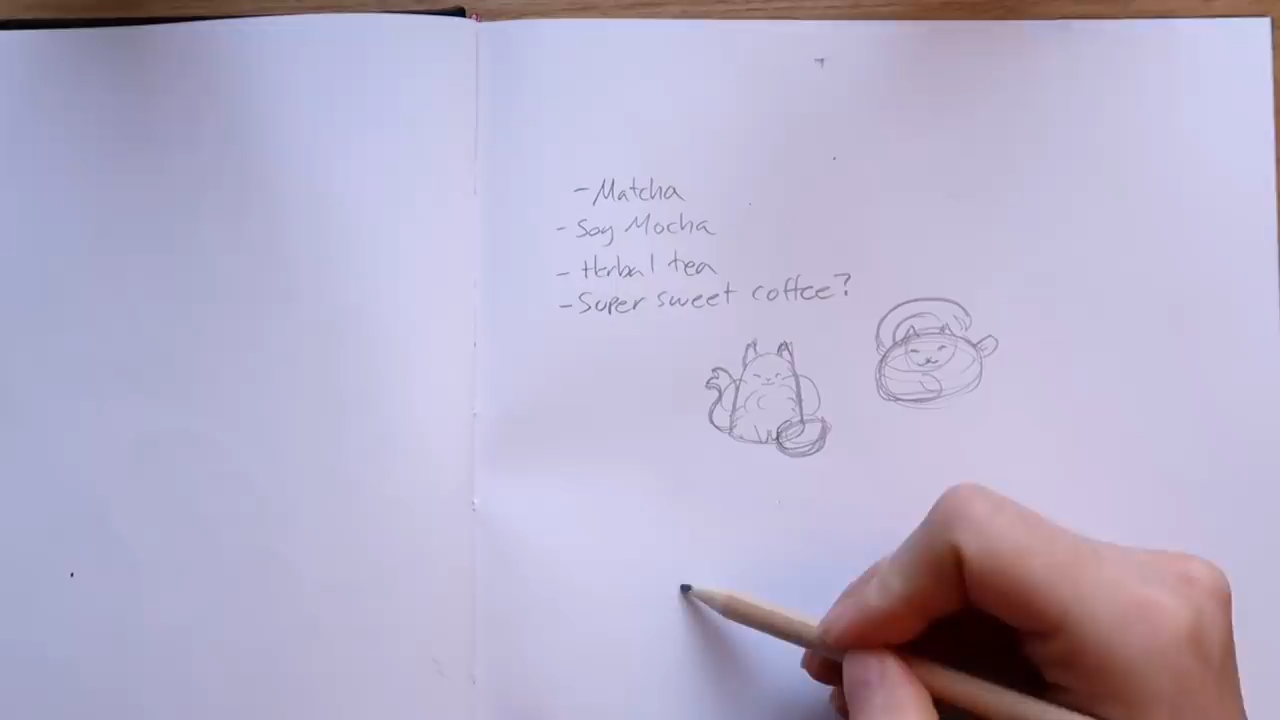 - Matcha
- Soy Mocha
- Herbal tea
- Super sweet coffee?